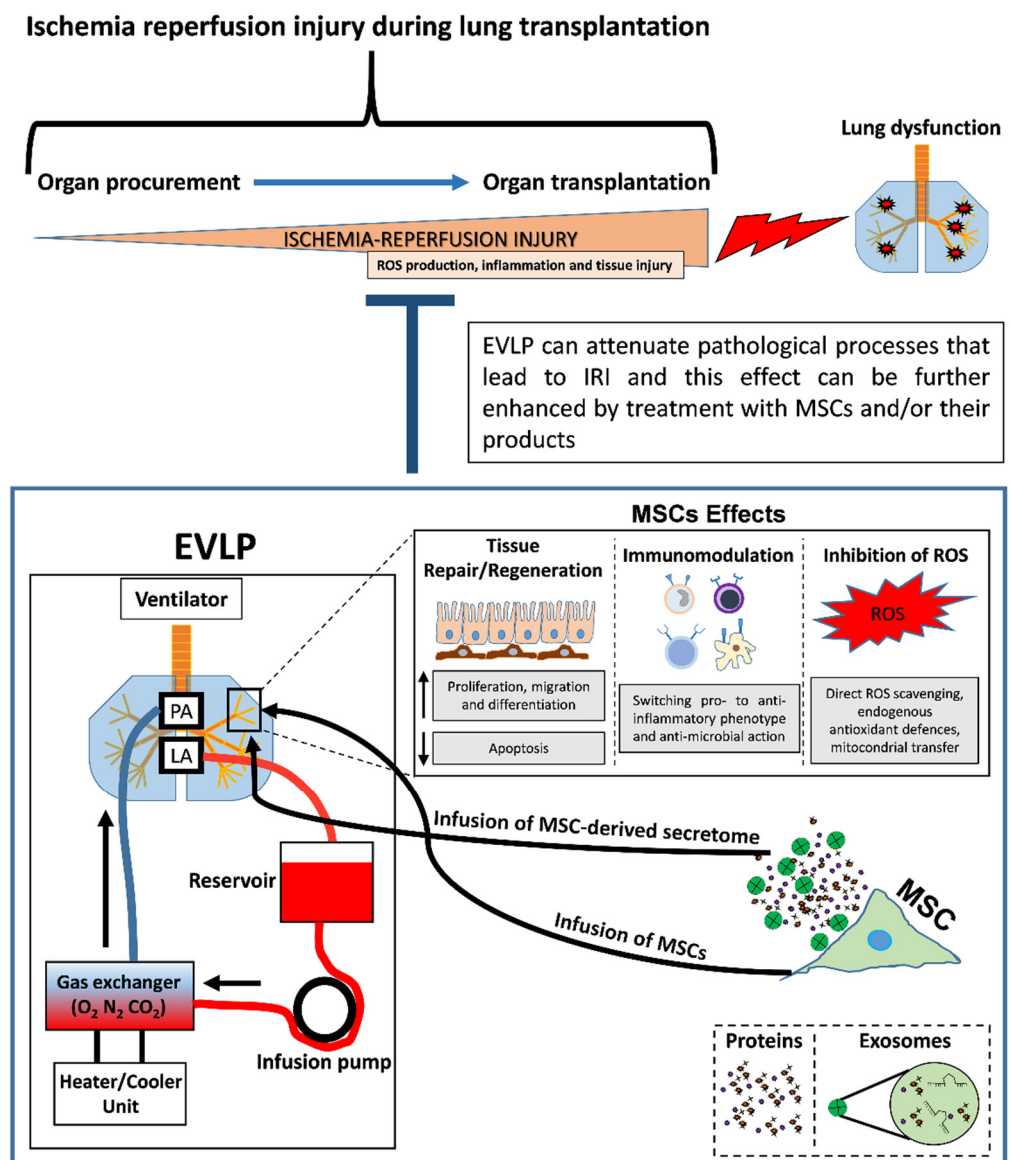 Ischemia reperfusion injury during lung transplantation
Lung dysfunction
Organ procurement
Organ transplantation
ISCHEMIA-REPERFUSION INJURY
ROS production, inflammation and tissue injury
EVLP can attenuate pathological processes that
lead to IRI and this effect can be further
enhanced by treatment with MSCs and/or their
products
EVLP
Ventilator
PA
LA
Reservoir
Gas exchanger
(O₂ N₂ CO₂)
Infusion pump
Heater/Cooler
Unit
MSCs Effects
Tissue
Repair/Regeneration
Proliferation, migration
and differentiation
Apoptosis
Immunomodulation
Switching pro- to anti-
inflammatory phenotype
and anti-microbial action
Inhibition of ROS
ROS
Direct ROS scavenging,
endogenous
antioxidant defences,
mitocondrial transfer
Infusion of MSC-derived secretome
Infusion of MSCs
MSC
Proteins
Exosomes